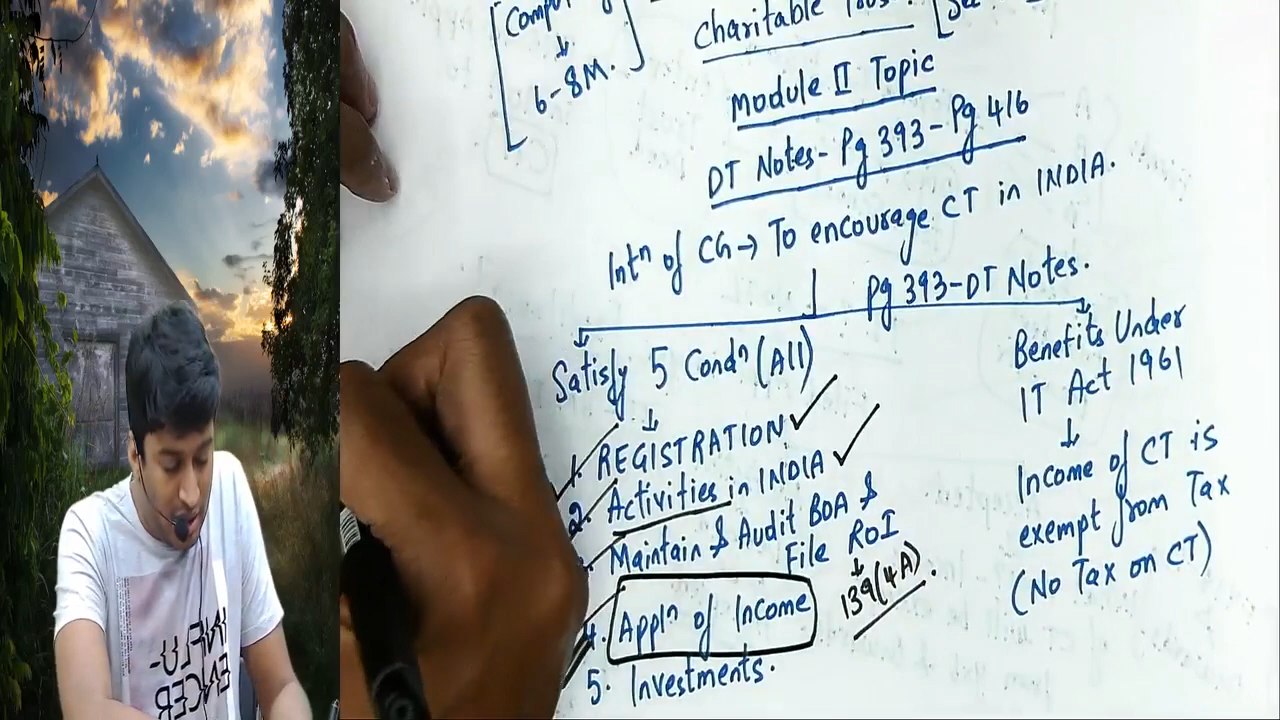 [Compu
↓
6-8M.]
Charitable
Module II Topic
DT Notes- Pg 393-Pg 416
Intⁿ of CG → To encourage CT in INDIA.
Pg 393-DT Notes.
Satisfy 5 Condⁿ (All)
↓
1. REGISTRATION ✓
2. Activities in INDIA ✓
Maintain & Audit BOA &
File ROI
↓
139(4A).
4. Applⁿ of Income
5. Investments.
Benefits Under
IT Act 1961
↓
Income of CT is
exempt from Tax
(No Tax on CT)
INFLU-
ENCER